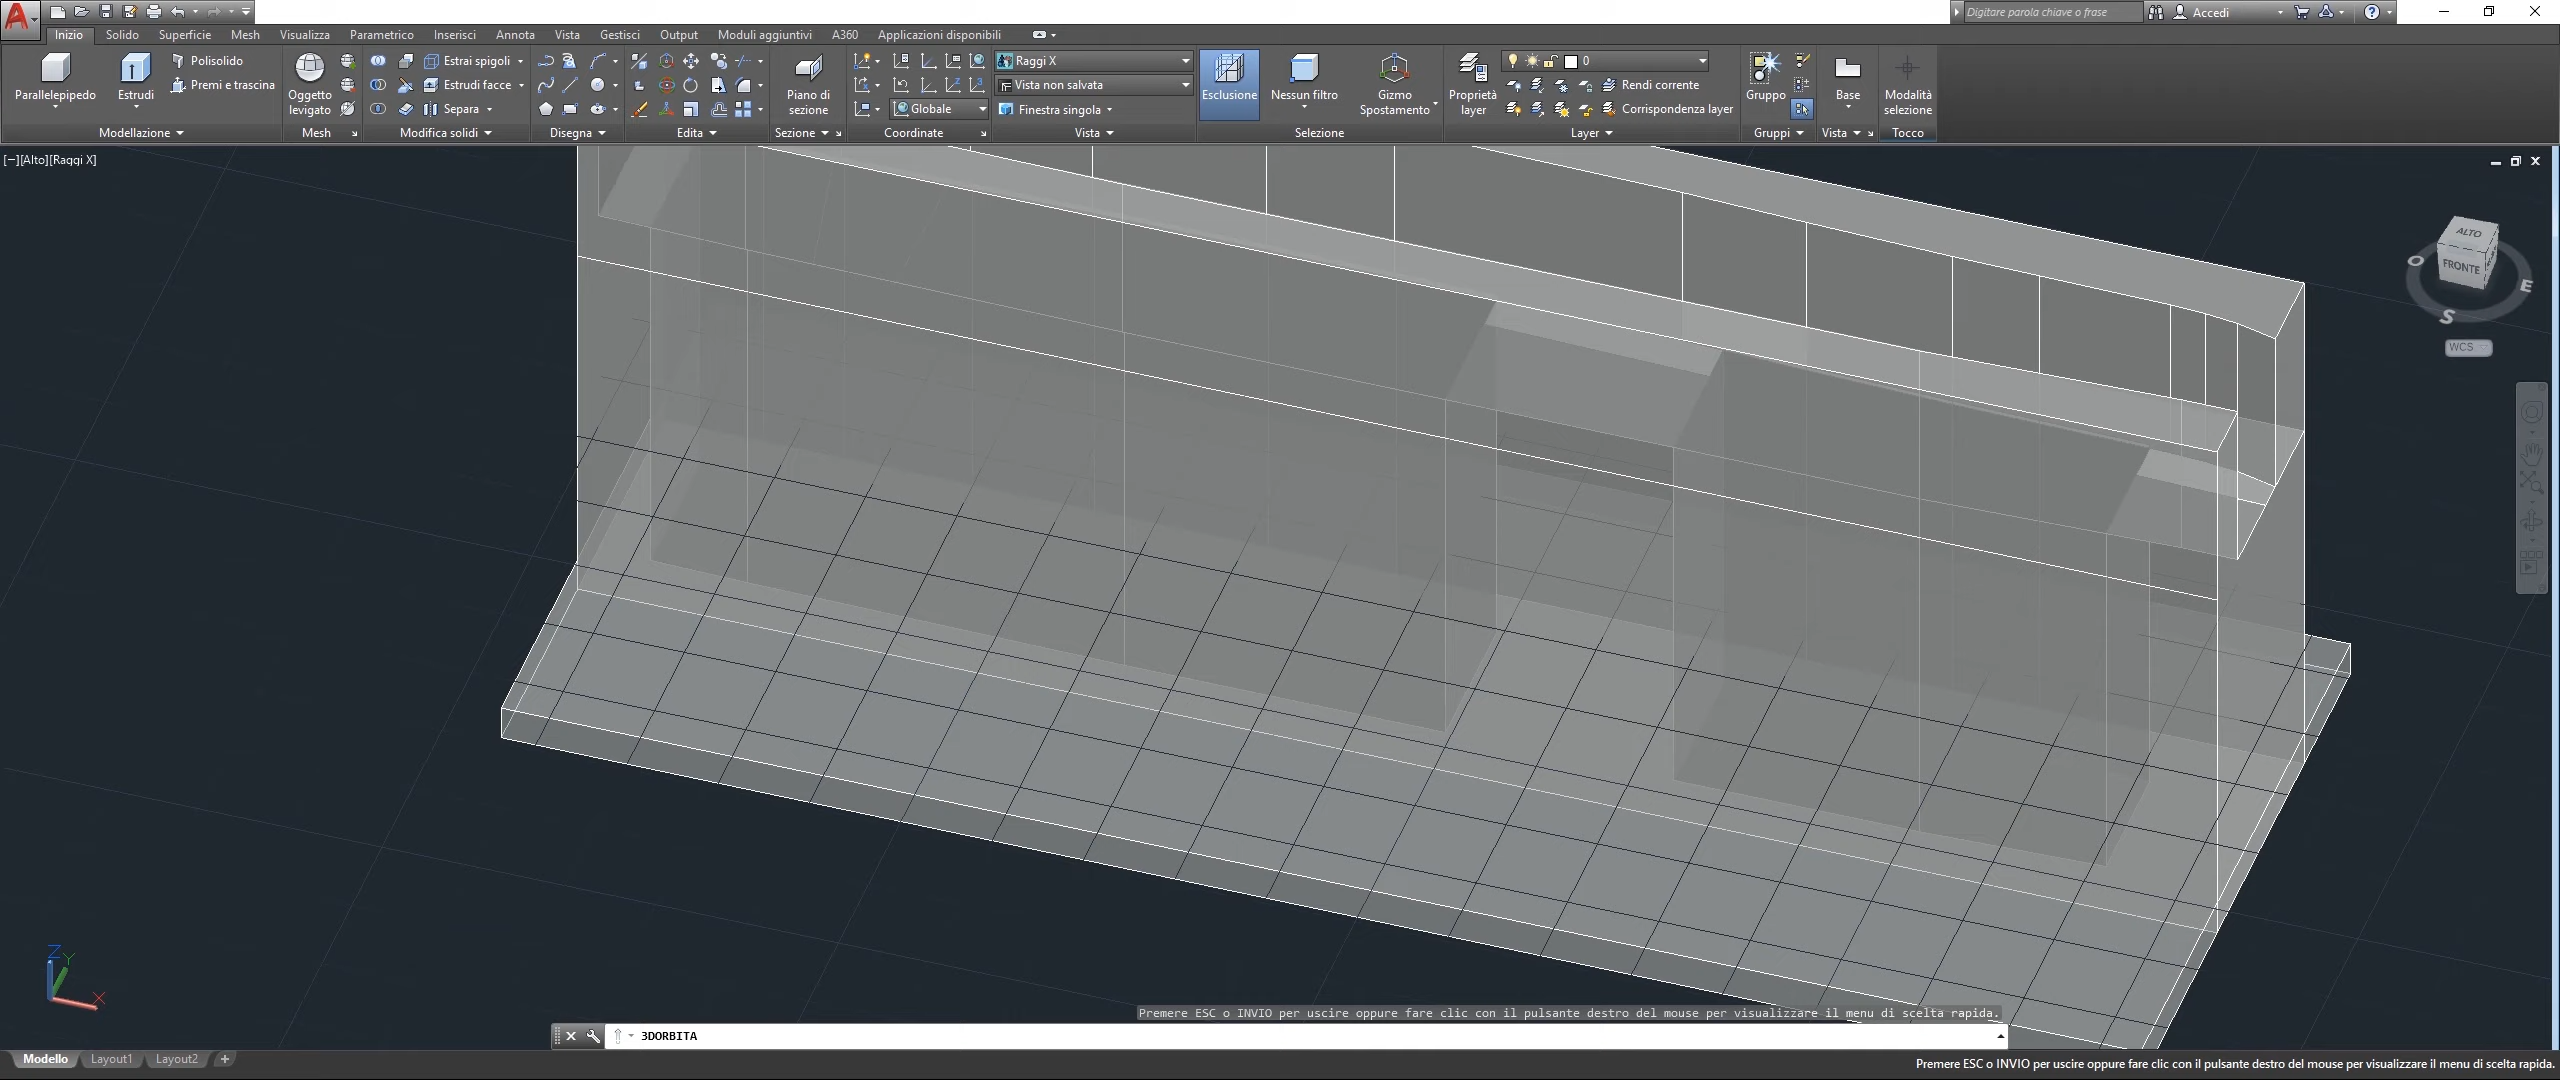 Digitare parola chiave o frase
Accedi
Inizio Solido Superficie Mesh Visualizza Parametrico Inserisci Annota Vista Gestisci Output Moduli aggiuntivi A360 Applicazioni disponibili
Parallelepipedo
Estrudi
Polisolido
Premi e trascina
Modellazione
Oggetto
levigato
Mesh
Estrai spigoli
Estrudi facce
Separa
Modifica solidi
Disegna
Edita
Piano di
sezione
Sezione
Globale
Coordinate
Raggi X
Vista non salvata
Finestra singola
Vista
Esclusione
Nessun filtro
Gizmo
Spostamento
Selezione
Proprietà
layer
0
Rendi corrente
Corrispondenza layer
Layer
Gruppo
Gruppi
Base
Vista
Modalità
selezione
Tocco
[−][Alto][Raggi X]
ALTO
FRONTE
O
E
S
WCS
Z
Y
X
Premere ESC o INVIO per uscire oppure fare clic con il pulsante destro del mouse per visualizzare il menu di scelta rapida.
3DORBITA
Modello Layout1 Layout2 +
Premere ESC o INVIO per uscire oppure fare clic con il pulsante destro del mouse per visualizzare il menu di scelta rapida.